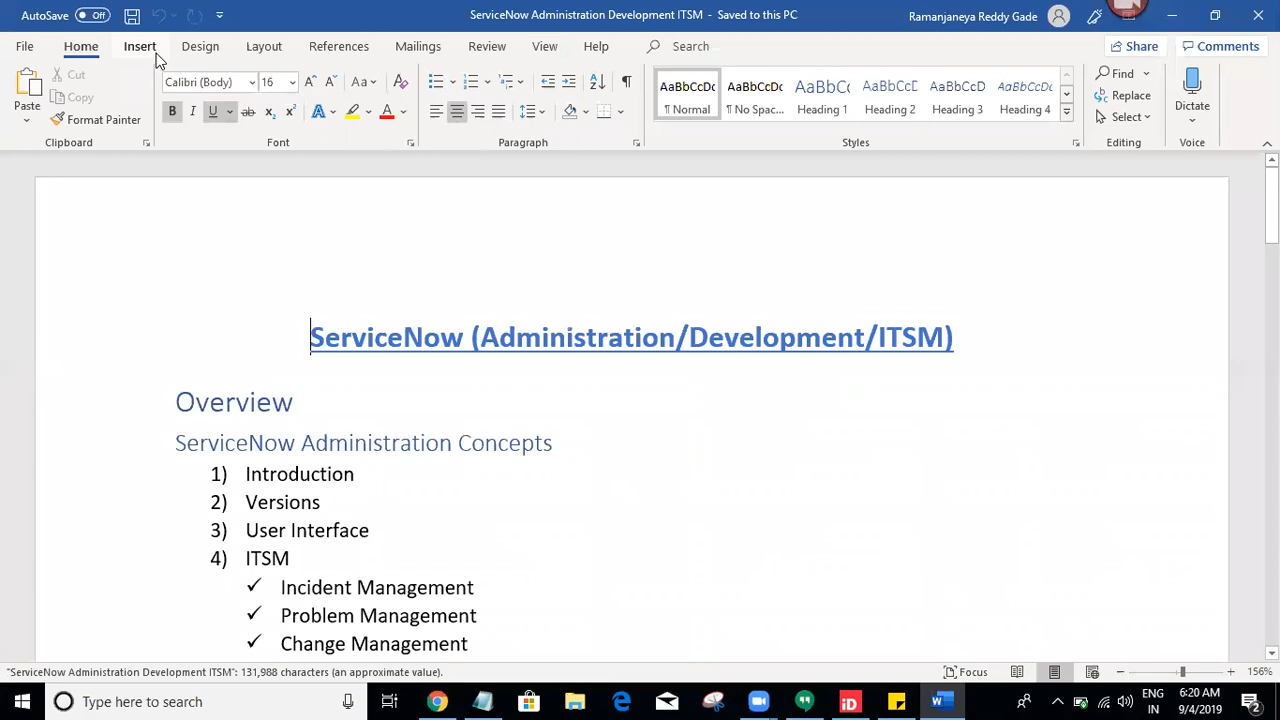 ServiceNow Administration Development ITSM - Saved to this PC
AutoSave Off
Ramanjaneya Reddy Gade
File Home Insert Design Layout References Mailings Review View Help Search Share Comments
Paste Cut Copy Format Painter
Calibri (Body) 16
AaBbCcDc AaBbCcDc AaBbCc AaBbCcD AaBbCcDc AaBbCcDc
¶ Normal ¶ No Spac... Heading 1 Heading 2 Heading 3 Heading 4
Find Replace Select
Dictate
Clipboard Font Paragraph Styles Editing Voice
ServiceNow (Administration/Development/ITSM)
Overview
ServiceNow Administration Concepts
1) Introduction
2) Versions
3) User Interface
4) ITSM
✓ Incident Management
✓ Problem Management
✓ Change Management
"ServiceNow Administration Development ITSM": 131,988 characters (an approximate value). Focus 156%
Type here to search
ENG IN
6:20 AM
9/4/2019
2